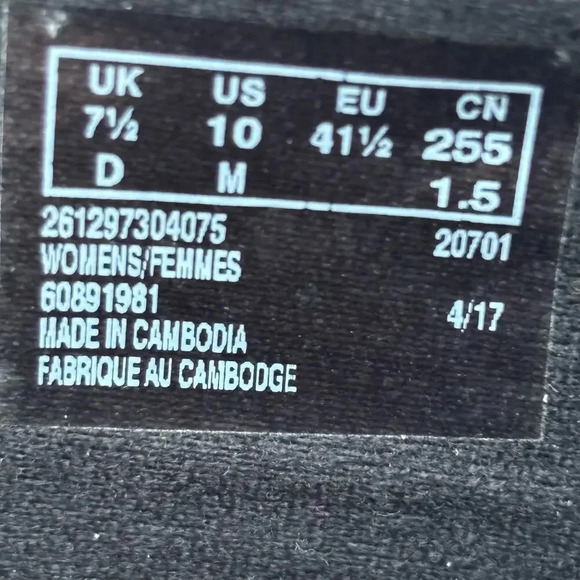 UK US EU CN
7½ 10 41½ 255
D M 1.5
261297304075 20701
WOMENS/FEMMES
60891981 4/17
MADE IN CAMBODIA
FABRIQUE AU CAMBODGE